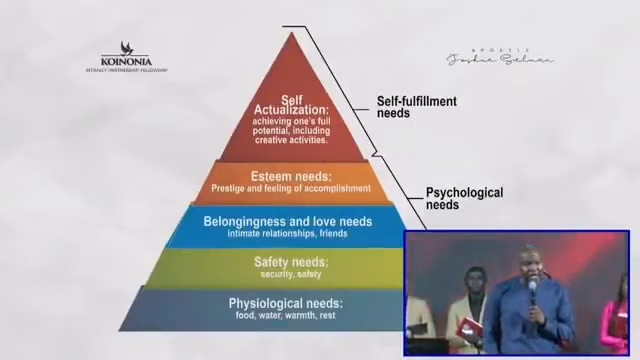 KOINONIA
INTIMACY|PARTNERSHIP|FELLOWSHIP
APOSTLE
Joshua Selman
Self
Actualization:
achieving one's full
potential, including
creative activities.
Self-fulfillment
needs
Esteem needs:
Prestige and feeling of accomplishment
Psychological
needs
Belongingness and love needs
intimate relationships, friends
Safety needs:
security, safety
Physiological needs:
food, water, warmth, rest